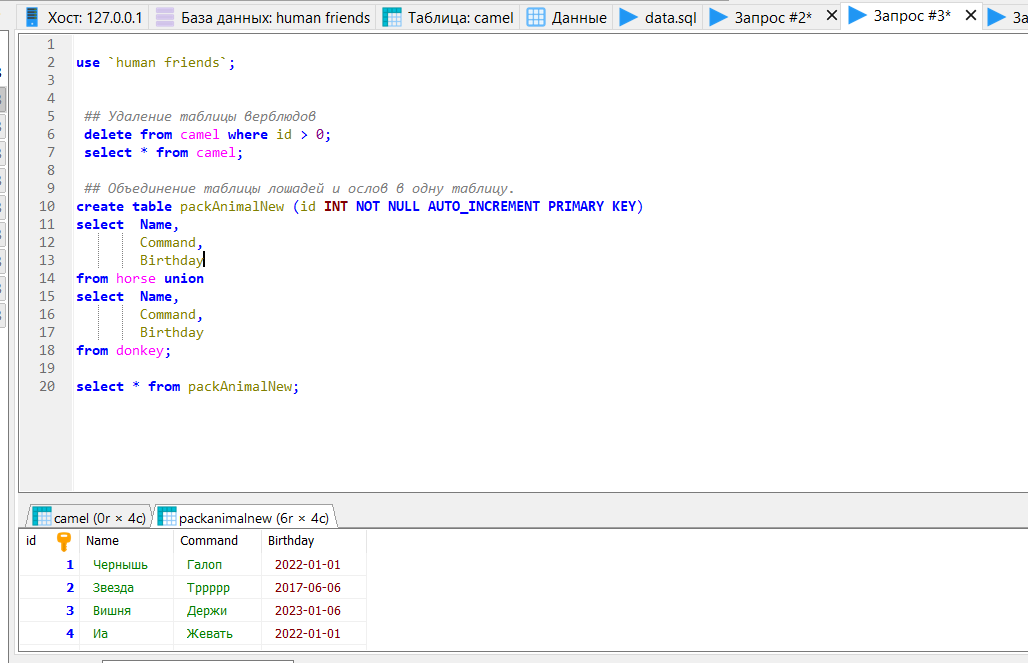 Хост: 127.0.0.1 База данных: human friends Таблица: camel Данные data.sql Запрос #2* Запрос #3* За
1
2 use `human friends`;
3
4
5 ## Удаление таблицы верблюдов
6 delete from camel where id > 0;
7 select * from camel;
8
9 ## Объединение таблицы лошадей и ослов в одну таблицу.
10 create table packAnimalNew (id INT NOT NULL AUTO_INCREMENT PRIMARY KEY)
11 select Name,
12 Command,
13 Birthday
14 from horse union
15 select Name,
16 Command,
17 Birthday
18 from donkey;
19
20 select * from packAnimalNew;
camel (0r × 4c) packanimalnew (6r × 4c)
id Name Command Birthday
1 Чернышь Галоп 2022-01-01
2 Звезда Тррррр 2017-06-06
3 Вишня Держи 2023-01-06
4 Иа Жевать 2022-01-01